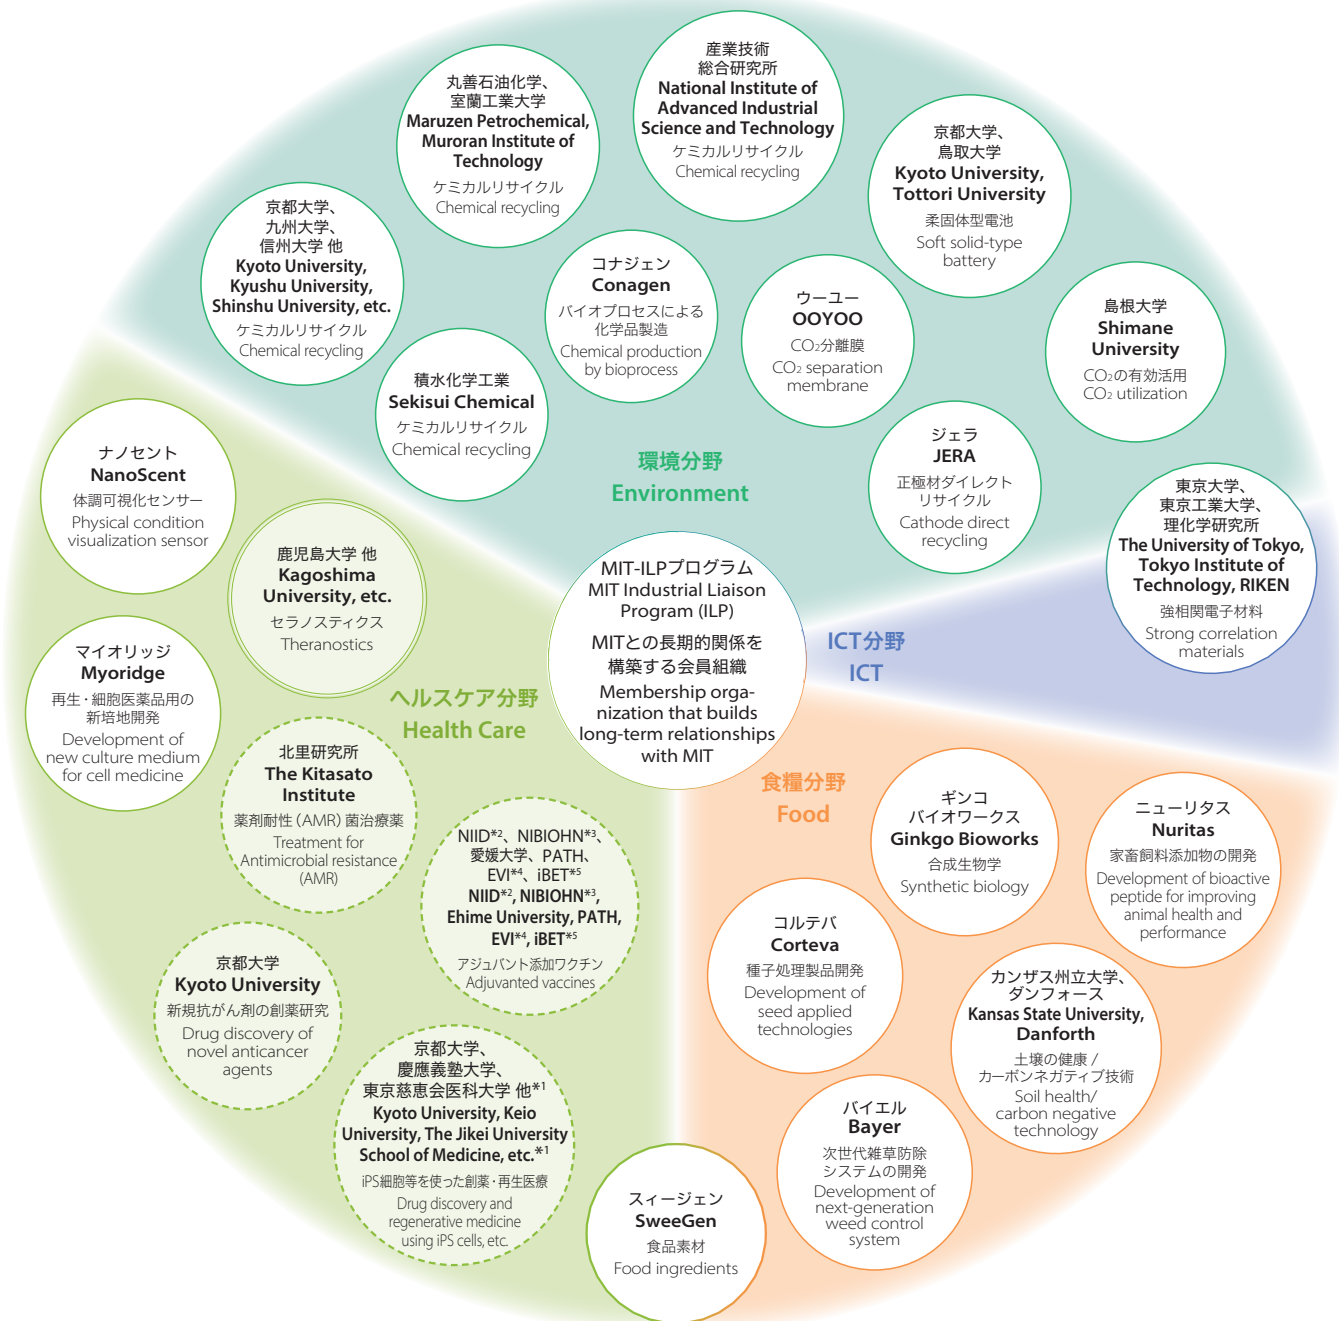 産業技術
総合研究所
National Institute of
Advanced Industrial
Science and Technology
ケミカルリサイクル
Chemical recycling
丸善石油化学、
室蘭工業大学
Maruzen Petrochemical,
Muroran Institute of
Technology
ケミカルリサイクル
Chemical recycling
京都大学、
鳥取大学
Kyoto University,
Tottori University
柔固体型電池
Soft solid-type
battery
京都大学、
九州大学、
信州大学 他
Kyoto University,
Kyushu University,
Shinshu University, etc.
ケミカルリサイクル
Chemical recycling
コナジェン
Conagen
バイオプロセスによる
化学品製造
Chemical production
by bioprocess
ウーユー
OOYOO
CO₂分離膜
CO₂ separation
membrane
島根大学
Shimane
University
CO₂の有効活用
CO₂ utilization
積水化学工業
Sekisui Chemical
ケミカルリサイクル
Chemical recycling
ジェラ
JERA
正極材ダイレクト
リサイクル
Cathode direct
recycling
環境分野
Environment
東京大学、
東京工業大学、
理化学研究所
The University of Tokyo,
Tokyo Institute of
Technology, RIKEN
強相関電子材料
Strong correlation
materials
ICT分野
ICT
MIT-ILPプログラム
MIT Industrial Liaison
Program (ILP)
MITとの長期的関係を
構築する会員組織
Membership orga-
nization that builds
long-term relationships
with MIT
ナノセント
NanoScent
体調可視化センサー
Physical condition
visualization sensor
鹿児島大学 他
Kagoshima
University, etc.
セラノスティクス
Theranostics
マイオリッジ
Myoridge
再生・細胞医薬品用の
新培地開発
Development of
new culture medium
for cell medicine
ヘルスケア分野
Health Care
北里研究所
The Kitasato
Institute
薬剤耐性（AMR）菌治療薬
Treatment for
Antimicrobial resistance
(AMR)
NIID*2、NIBIOHN*3、
愛媛大学、PATH、
EVI*4、iBET*5
NIID*2, NIBIOHN*3,
Ehime University, PATH,
EVI*4, iBET*5
アジュバント添加ワクチン
Adjuvanted vaccines
京都大学
Kyoto University
新規抗がん剤の創薬研究
Drug discovery of
novel anticancer
agents
京都大学、
慶應義塾大学、
東京慈恵会医科大学 他*1
Kyoto University, Keio
University, The Jikei University
School of Medicine, etc.*1
iPS細胞等を使った創薬・再生医療
Drug discovery and
regenerative medicine
using iPS cells, etc.
スィージェン
SweeGen
食品素材
Food ingredients
食糧分野
Food
ギンコ
バイオワークス
Ginkgo Bioworks
合成生物学
Synthetic biology
ニューリタス
Nuritas
家畜飼料添加物の開発
Development of bioactive
peptide for improving
animal health and
performance
コルテバ
Corteva
種子処理製品開発
Development of
seed applied
technologies
カンザス州立大学、
ダンフォース
Kansas State University,
Danforth
土壌の健康 /
カーボンネガティブ技術
Soil health/
carbon negative
technology
バイエル
Bayer
次世代雑草防除
システムの開発
Development of
next-generation
weed control
system